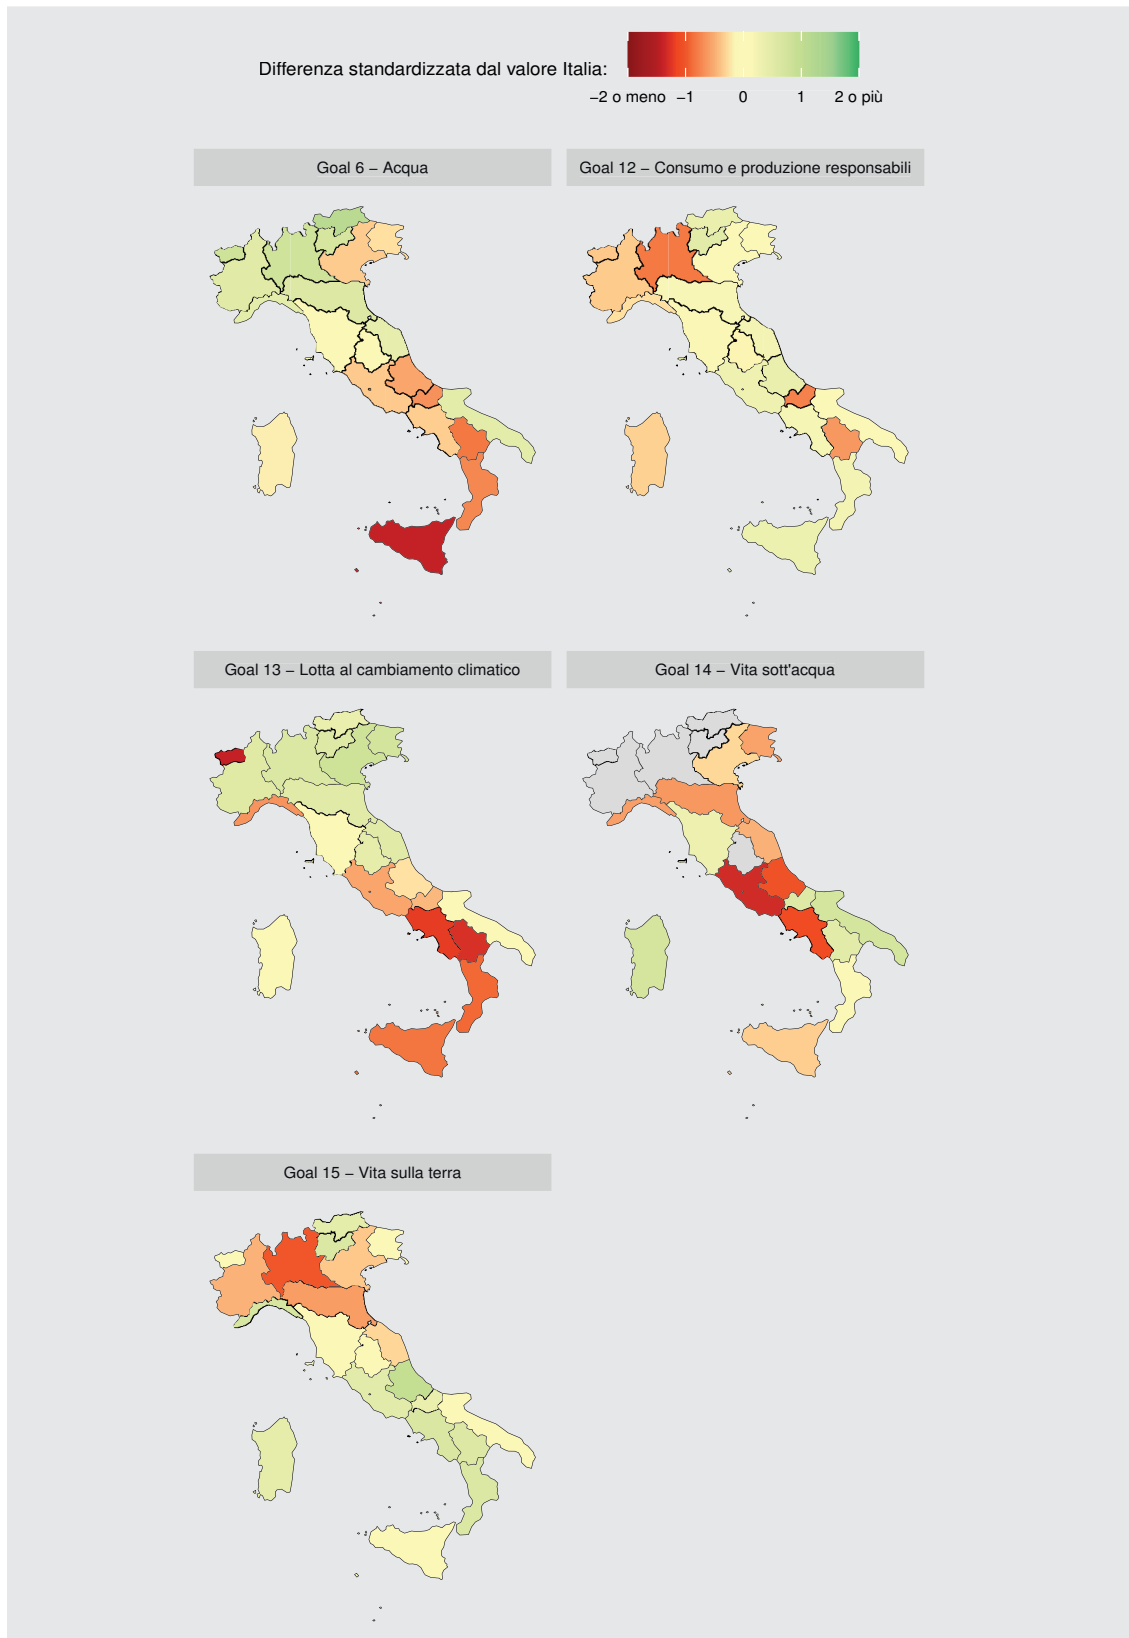 Differenza standardizzata dal valore Italia:
−2 o meno −1 0 1 2 o più
Goal 6 − Acqua
Goal 12 − Consumo e produzione responsabili
Goal 13 − Lotta al cambiamento climatico
Goal 14 − Vita sott'acqua
Goal 15 − Vita sulla terra